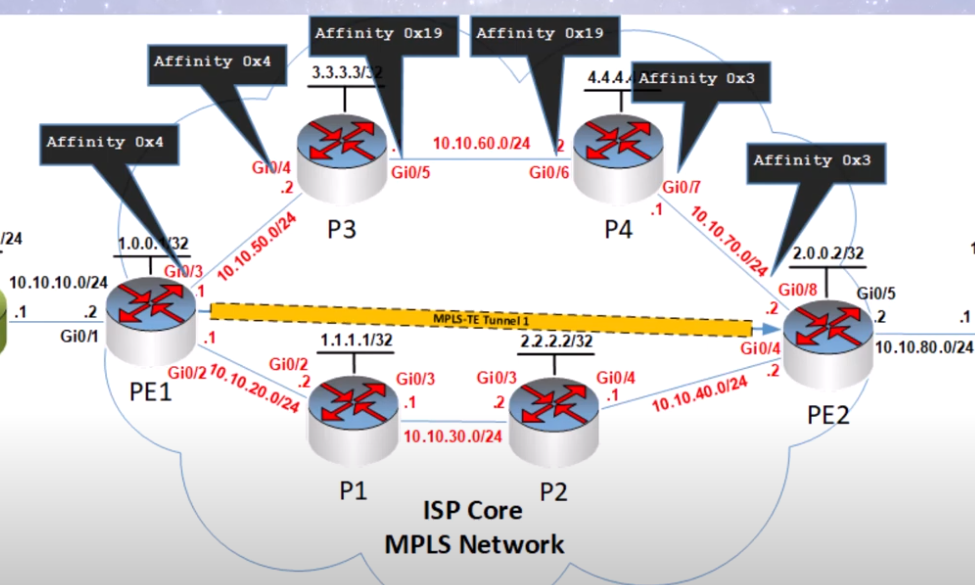 Affinity 0x19
Affinity 0x19
Affinity 0x4
Affinity 0x3
3.3.3.3/32
4.4.4.
Affinity 0x4
Affinity 0x3
10.10.60.0/24
.2
Gi0/4
Gi0/5
Gi0/6
Gi0/7
.2
.1
P3
P4
/24
1.0.0.1/32
10.10.50.0/24
10.10.70.0/24
2.0.0.2/32
Gi0/3
10.10.10.0/24
.1
Gi0/8
Gi0/5
.1
.2
.2
.2
.1
MPLS-TE Tunnel 1
Gi0/1
.1
1.1.1.1/32
2.2.2.2/32
Gi0/4
10.10.80.0/24
PE1
Gi0/2
10.10.20.0/24
Gi0/2
.2
Gi0/3
Gi0/3
Gi0/4
.2
.1
.2
.1
10.10.40.0/24
PE2
10.10.30.0/24
P1
P2
ISP Core
MPLS Network